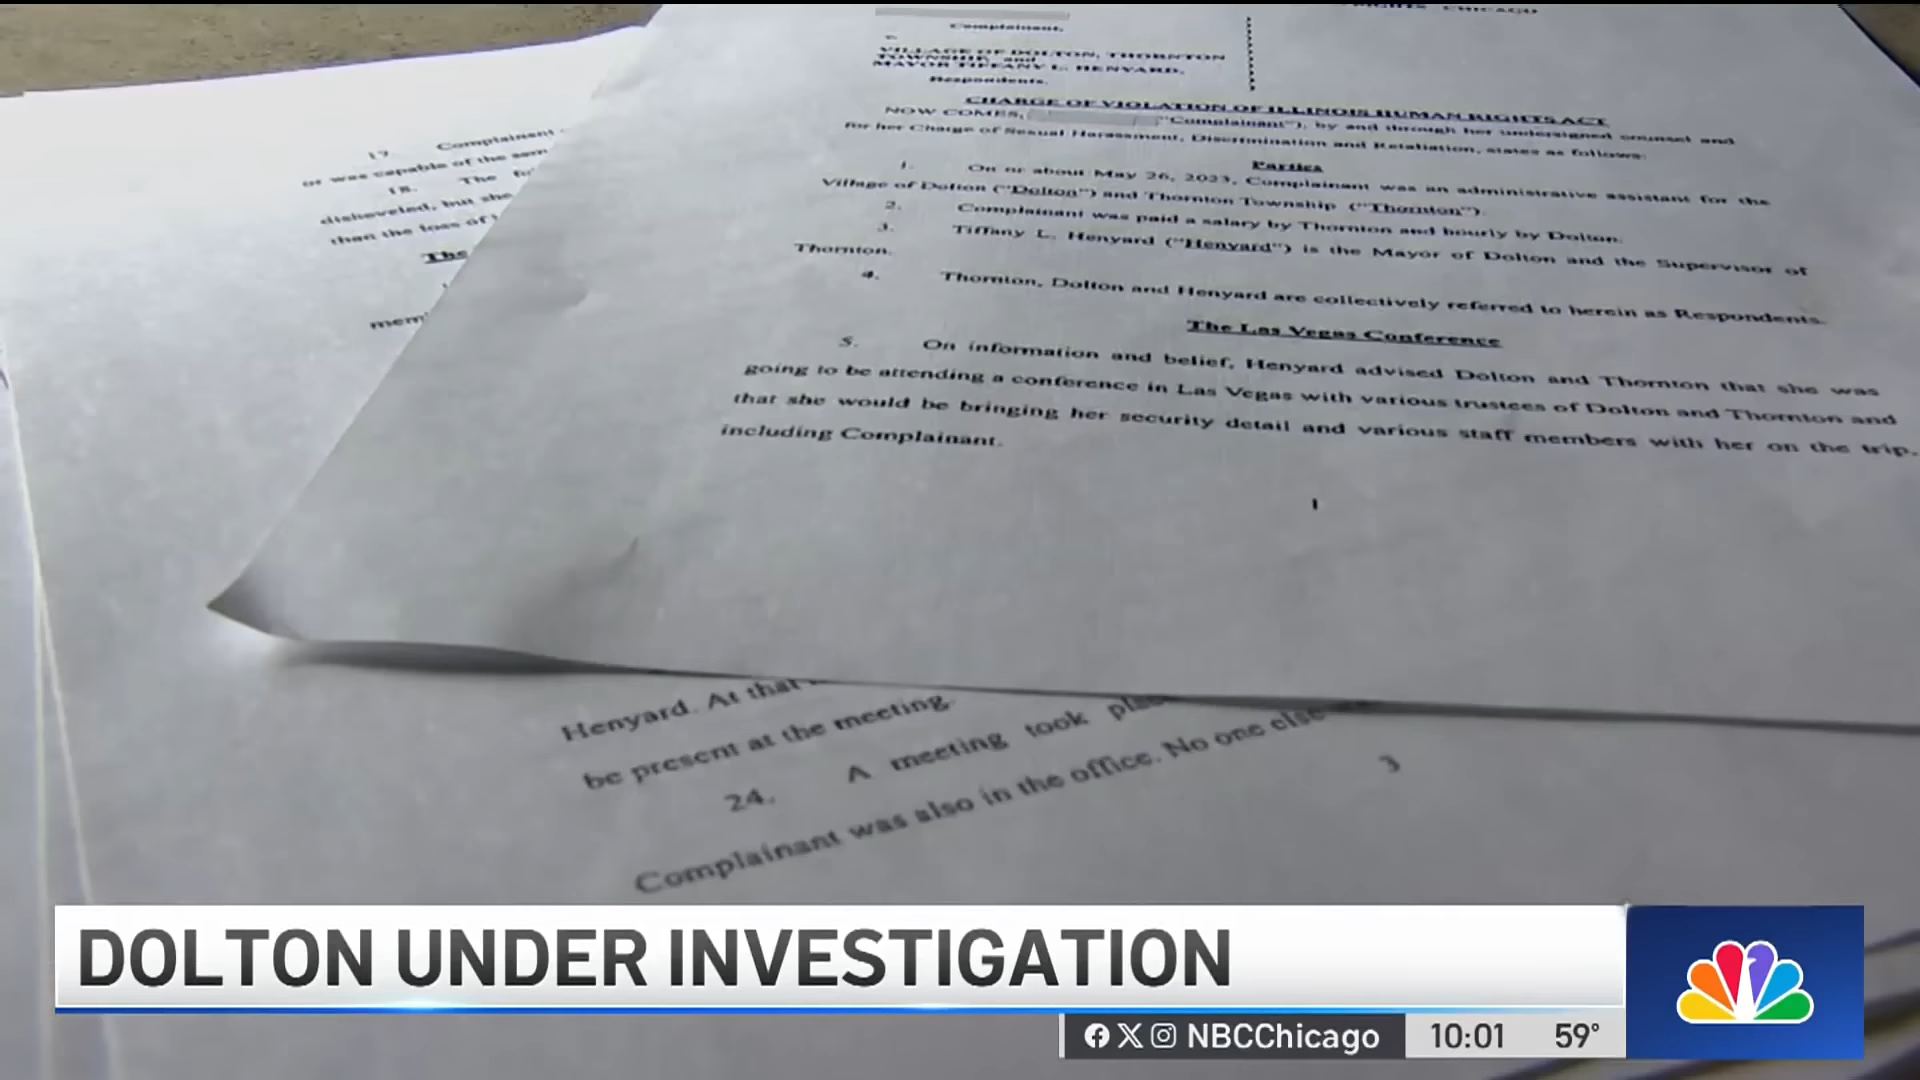 RIGHTS CHICAGO
Complainant,
v.
VILLAGE OF DOLTON, THORNTON
TOWNSHIP, and
MAYOR TIFFANY L. HENYARD,
Respondents.
CHARGE OF VIOLATION OF ILLINOIS HUMAN RIGHTS ACT
NOW COMES, ("Complainant"), by and through her undersigned counsel and
for her Charge of Sexual Harassment, Discrimination and Retaliation, states as follows:
Parties
1. On or about May 26, 2023, Complainant was an administrative assistant for the
Village of Dolton ("Dolton") and Thornton Township ("Thornton").
2. Complainant was paid a salary by Thornton and hourly by Dolton.
3. Tiffany L. Henyard ("Henyard") is the Mayor of Dolton and the Supervisor of
Thornton.
4. Thornton, Dolton and Henyard are collectively referred to herein as Respondents.
The Las Vegas Conference
5. On information and belief, Henyard advised Dolton and Thornton that she was
going to be attending a conference in Las Vegas with various trustees of Dolton and Thornton and
that she would be bringing her security detail and various staff members with her on the trip,
including Complainant.
1
17. Complainant
or was capable of the sam
18. The fo
disheveled, but she
than the loss of
The
mem
Henyard. At that
be present at the meeting.
24. A meeting took plac
Complainant was also in the office. No one else
3
DOLTON UNDER INVESTIGATION
NBCChicago 10:01 59°